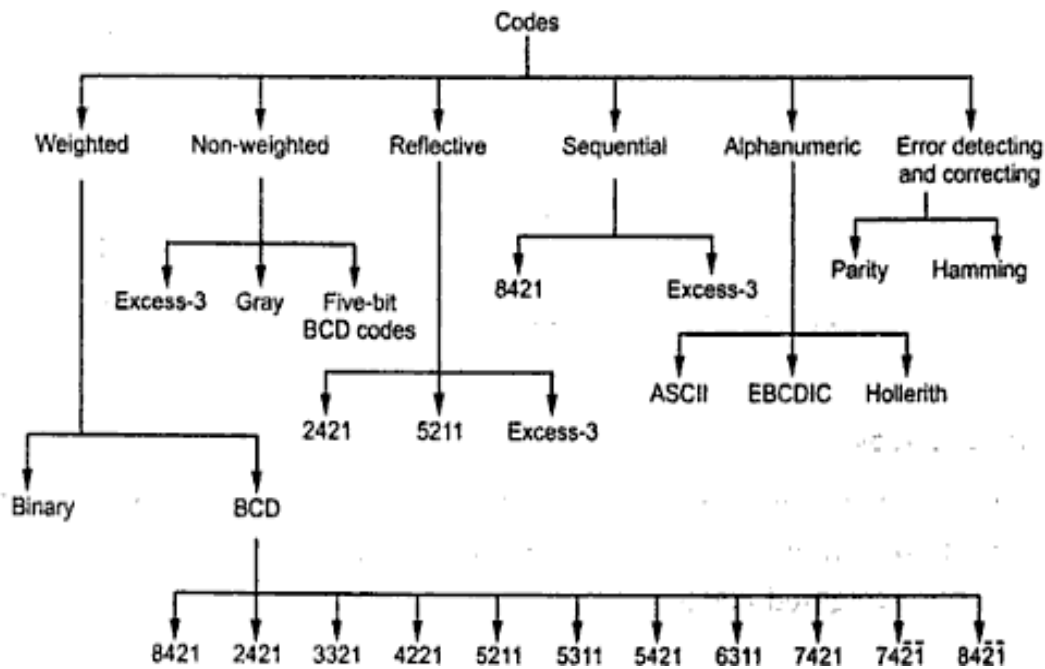 Codes
Weighted Non-weighted Reflective Sequential Alphanumeric Error detecting
and correcting
Parity Hamming
8421 Excess-3
Excess-3 Gray Five-bit
BCD codes
ASCII EBCDIC Hollerith
2421 5211 Excess-3
Binary BCD
8421 2421 3321 4221 5211 5311 5421 6311 7421 742̅1̅ 842̅1̅